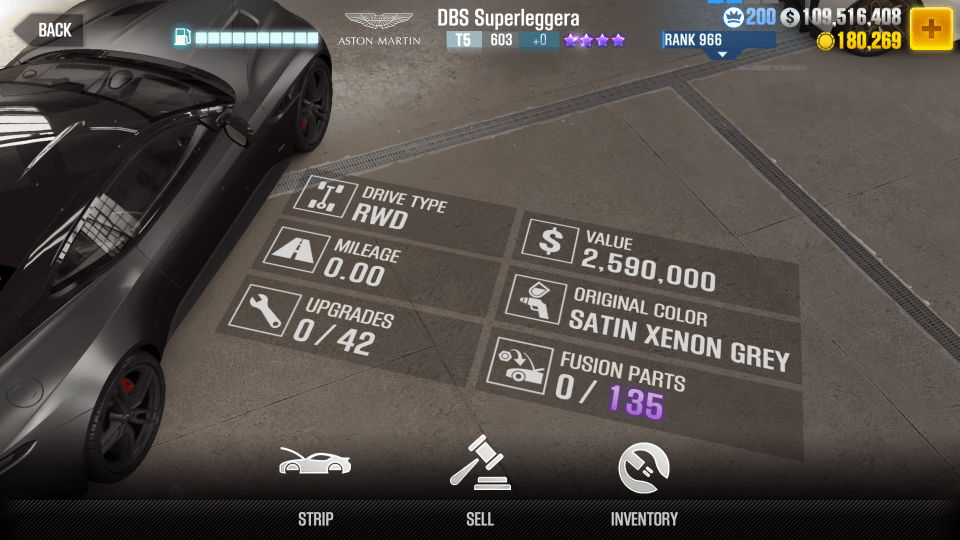 BACK
ASTON MARTIN
DBS Superleggera
T5 603 +0
200 $ 109,516,408
RANK 966
180,269
DRIVE TYPE
RWD
MILEAGE
0.00
UPGRADES
0 / 42
VALUE
2,590,000
ORIGINAL COLOR
SATIN XENON GREY
FUSION PARTS
0 / 135
STRIP
SELL
INVENTORY